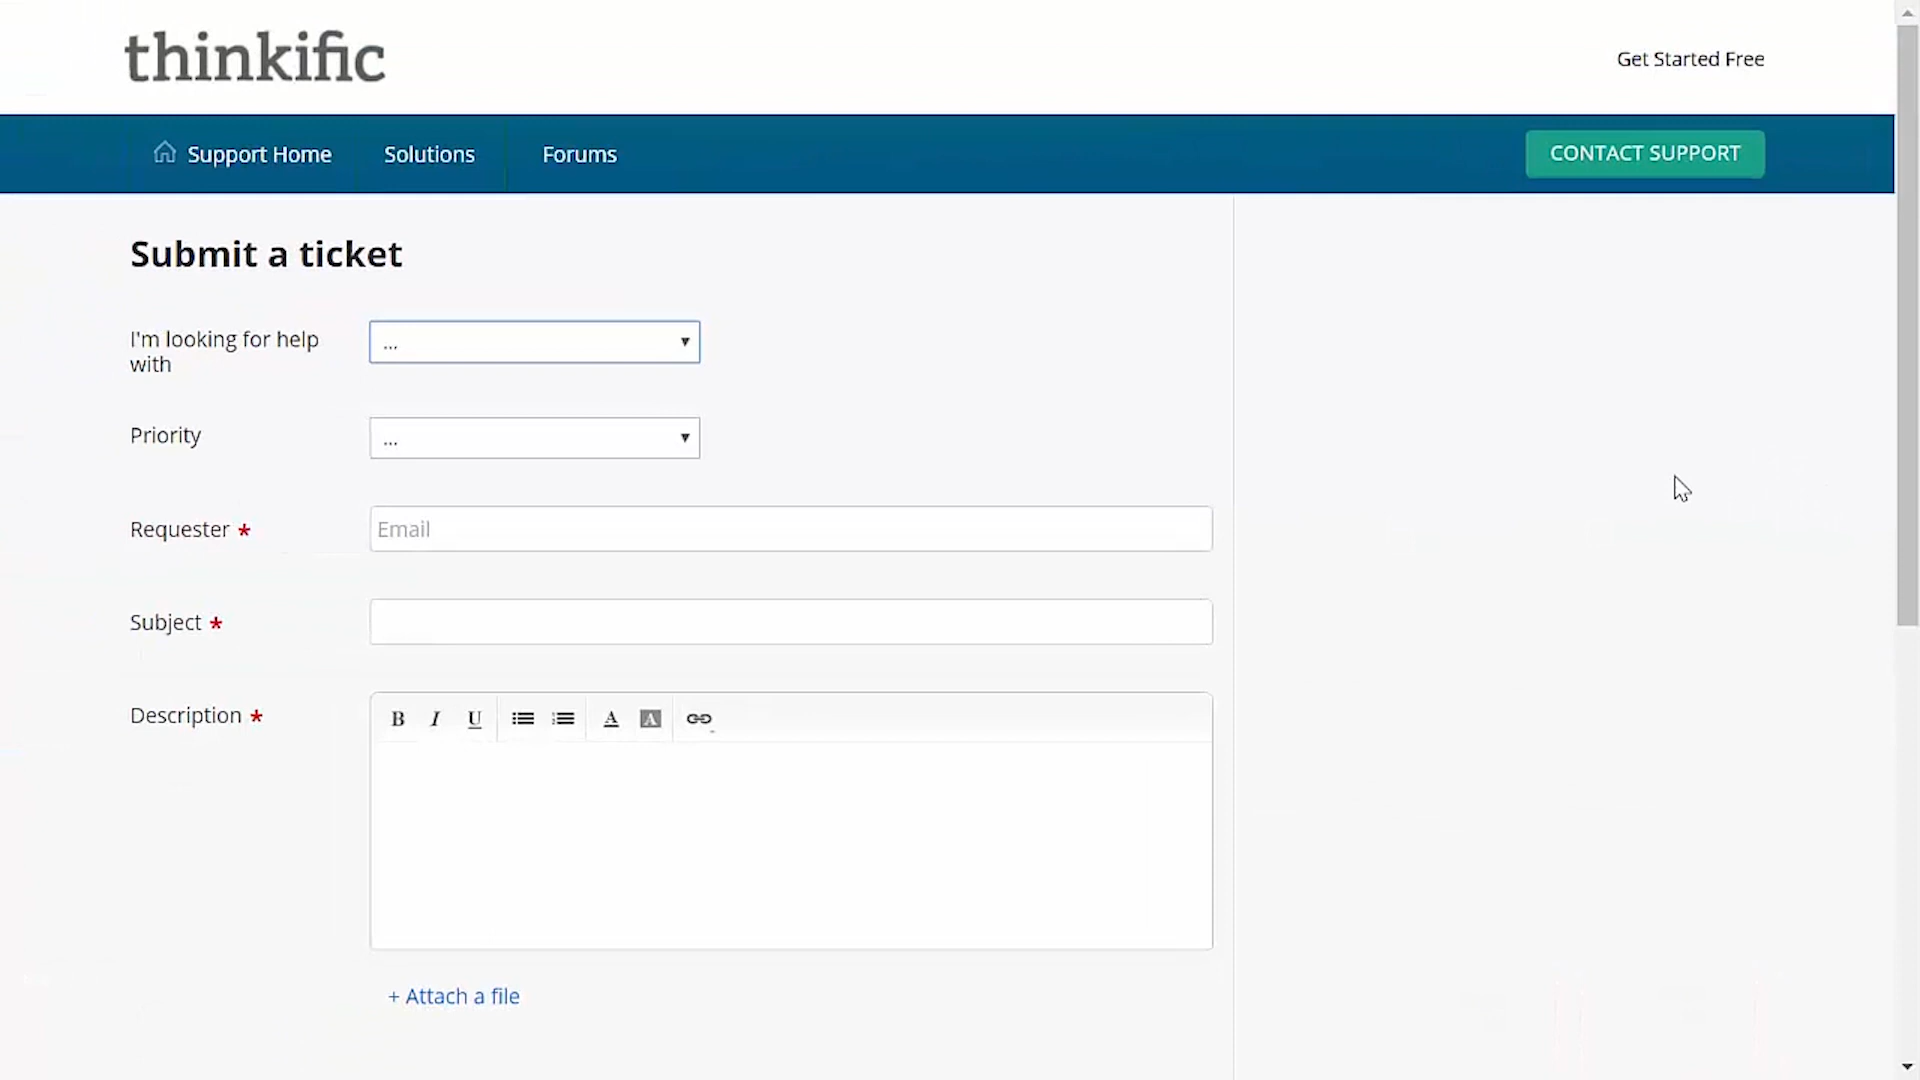 thinkific
Get Started Free
Support Home
Solutions
Forums
CONTACT SUPPORT
Submit a ticket
I'm looking for help
with
...
Priority
...
Requester *
Email
Subject *
Description *
B I U A A
+ Attach a file